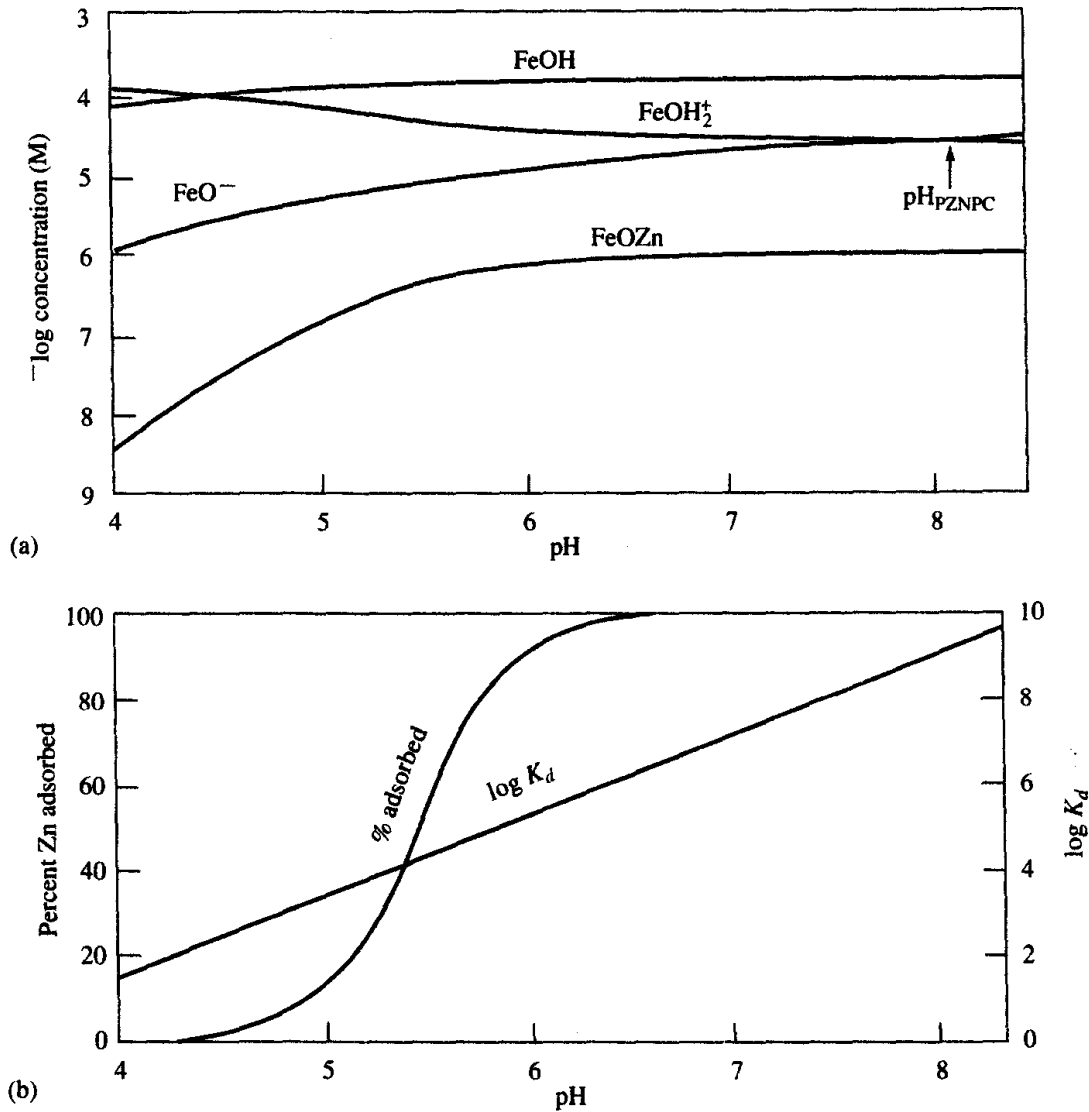 3
FeOH
4
FeOH₂⁺
⁻log concentration (M)
5
FeO⁻
pH_PZNPC
6
FeOZn
7
8
9
4 5 6 7 8
(a)
pH
100 10
80 8
Percent Zn adsorbed
% adsorbed
log K_d
60 6
log K_d
40 4
20 2
0 0
4 5 6 7 8
(b)
pH